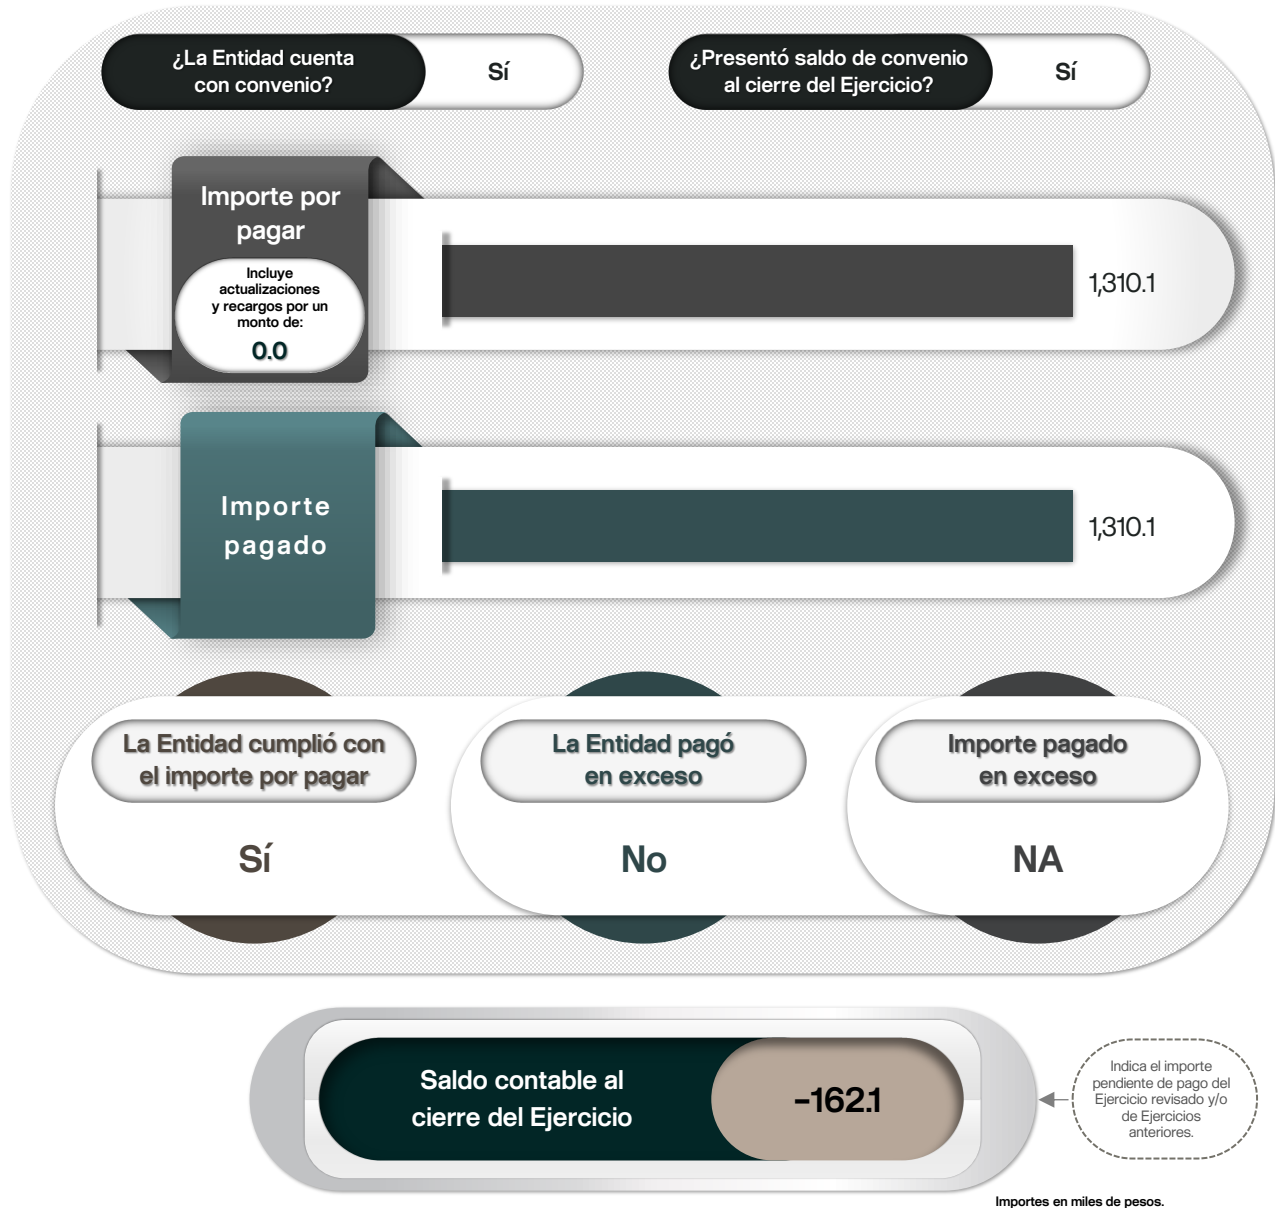 ¿La Entidad cuenta
con convenio?
Sí
¿Presentó saldo de convenio
al cierre del Ejercicio?
Sí
Importe por
pagar
Incluye
actualizaciones
y recargos por un
monto de:
0.0
1,310.1
Importe
pagado
1,310.1
La Entidad cumplió con
el importe por pagar
Sí
La Entidad pagó
en exceso
No
Importe pagado
en exceso
NA
Saldo contable al
cierre del Ejercicio
-162.1
Indica el importe
pendiente de pago del
Ejercicio revisado y/o
de Ejercicios
anteriores.
Importes en miles de pesos.